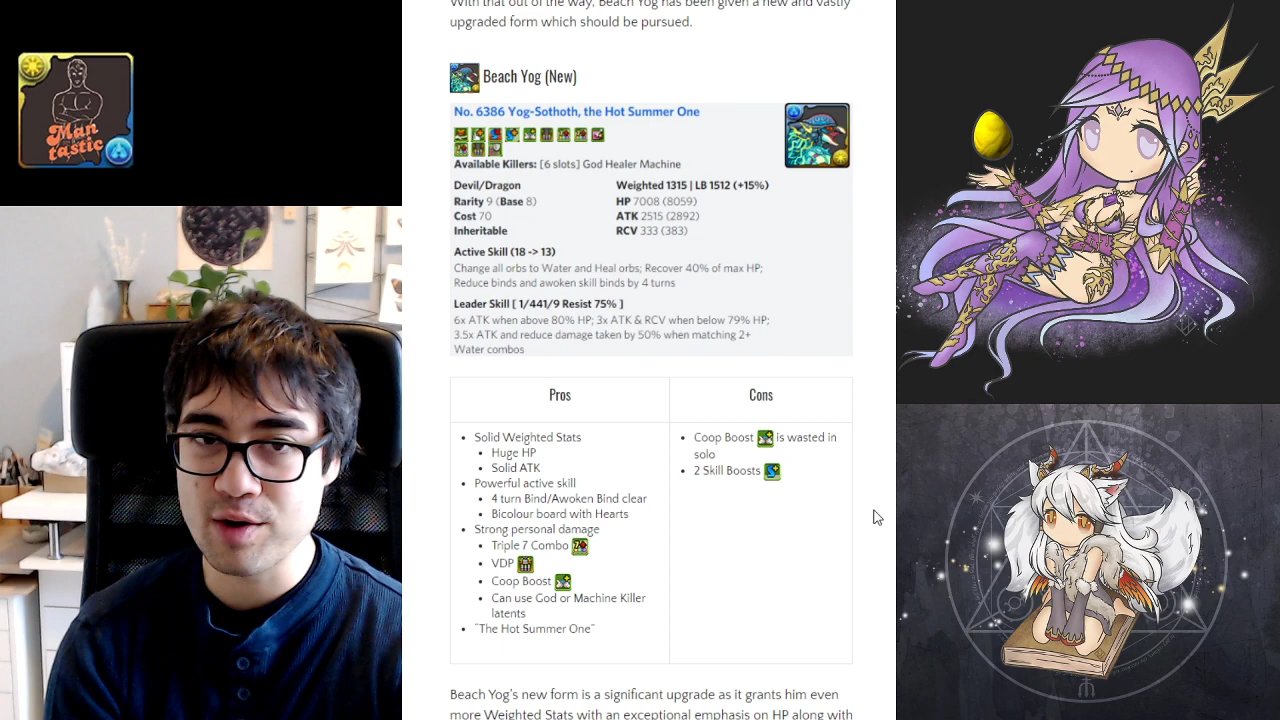 Man
tastic
With that out of the way, Beach Yog has been given a new and vastly
upgraded form which should be pursued.
Beach Yog (New)
No. 6386 Yog-Sothoth, the Hot Summer One
Available Killers: [6 slots] God Healer Machine
Devil/Dragon
Rarity 9 (Base 8)
Cost 70
Inheritable
Weighted 1315 | LB 1512 (+15%)
HP 7008 (8059)
ATK 2515 (2892)
RCV 333 (383)
Active Skill (18 -> 13)
Change all orbs to Water and Heal orbs; Recover 40% of max HP;
Reduce binds and awoken skill binds by 4 turns
Leader Skill [ 1/441/9 Resist 75% ]
6x ATK when above 80% HP; 3x ATK & RCV when below 79% HP;
3.5x ATK and reduce damage taken by 50% when matching 2+
Water combos
Pros
Solid Weighted Stats
Huge HP
Solid ATK
Powerful active skill
4 turn Bind/Awoken Bind clear
Bicolour board with Hearts
Strong personal damage
Triple 7 Combo
VDP
Coop Boost
Can use God or Machine Killer
latents
"The Hot Summer One"
Cons
Coop Boost is wasted in
solo
2 Skill Boosts
Beach Yog's new form is a significant upgrade as it grants him even
more Weighted Stats with an exceptional emphasis on HP along with